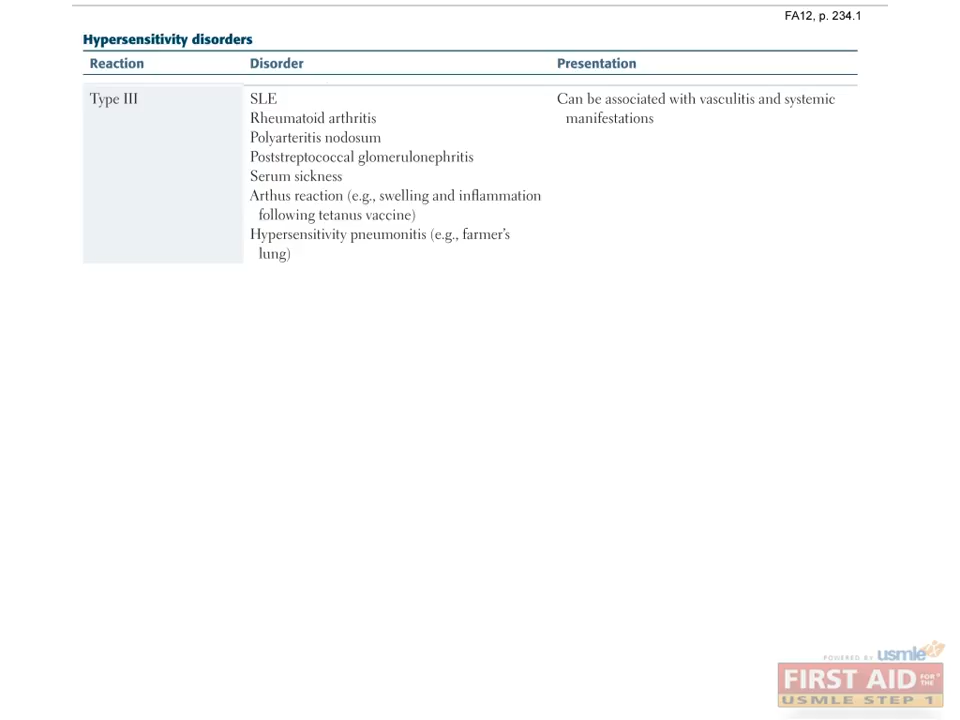 FA12, p. 234.1
Hypersensitivity disorders
Reaction Disorder Presentation
Type III SLE Can be associated with vasculitis and systemic
Rheumatoid arthritis manifestations
Polyarteritis nodosum
Poststreptococcal glomerulonephritis
Serum sickness
Arthus reaction (e.g., swelling and inflammation
following tetanus vaccine)
Hypersensitivity pneumonitis (e.g., farmer's
lung)
POWERED BY usmle
FIRST AID FOR THE
USMLE STEP 1